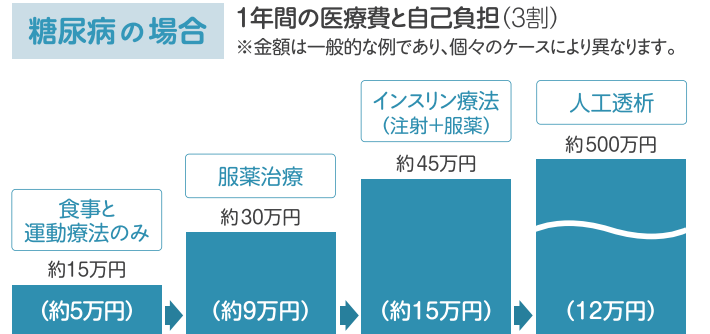 糖尿病の場合
1年間の医療費と自己負担（3割）
※金額は一般的な例であり、個々のケースにより異なります。
食事と
運動療法のみ
約15万円
（約5万円）
服薬治療
約30万円
（約9万円）
インスリン療法
（注射＋服薬）
約45万円
（約15万円）
人工透析
約500万円
（12万円）